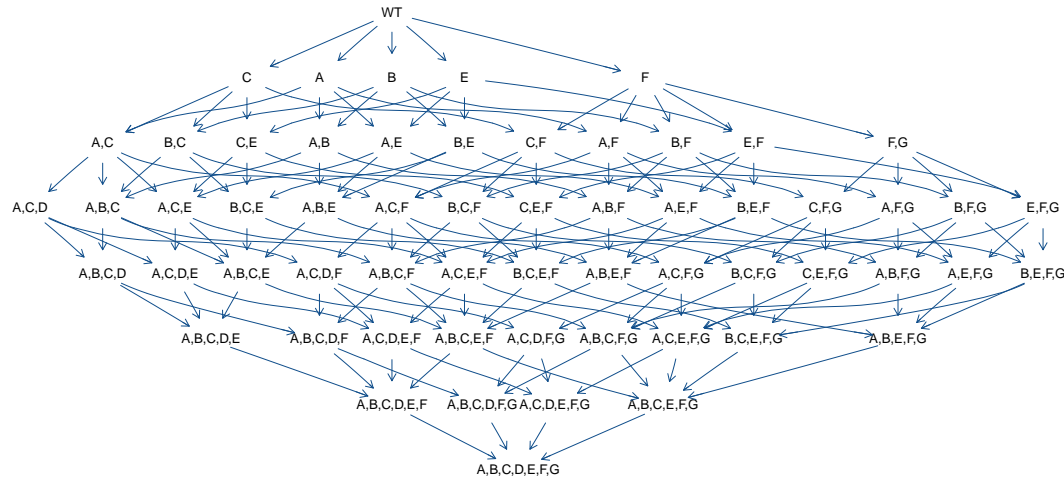 WT
C A B E F
A,C B,C C,E A,B A,E B,E C,F A,F B,F E,F F,G
A,C,D A,B,C A,C,E B,C,E A,B,E A,C,F B,C,F C,E,F A,B,F A,E,F B,E,F C,F,G A,F,G B,F,G E,F,G
A,B,C,D A,C,D,E A,B,C,E A,C,D,F A,B,C,F A,C,E,F B,C,E,F A,B,E,F A,C,F,G B,C,F,G C,E,F,G A,B,F,G A,E,F,G B,E,F,G
A,B,C,D,E A,B,C,D,F A,C,D,E,F A,B,C,E,F A,C,D,F,G A,B,C,F,G A,C,E,F,G B,C,E,F,G A,B,E,F,G
A,B,C,D,E,F A,B,C,D,F,G A,C,D,E,F,G A,B,C,E,F,G
A,B,C,D,E,F,G